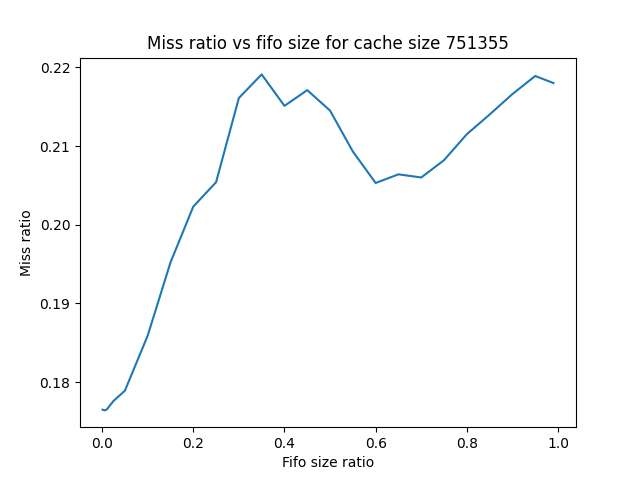 Miss ratio vs fifo size for cache size 751355
0.22
0.21
0.20
0.19
0.18
Miss ratio
0.0 0.2 0.4 0.6 0.8 1.0
Fifo size ratio